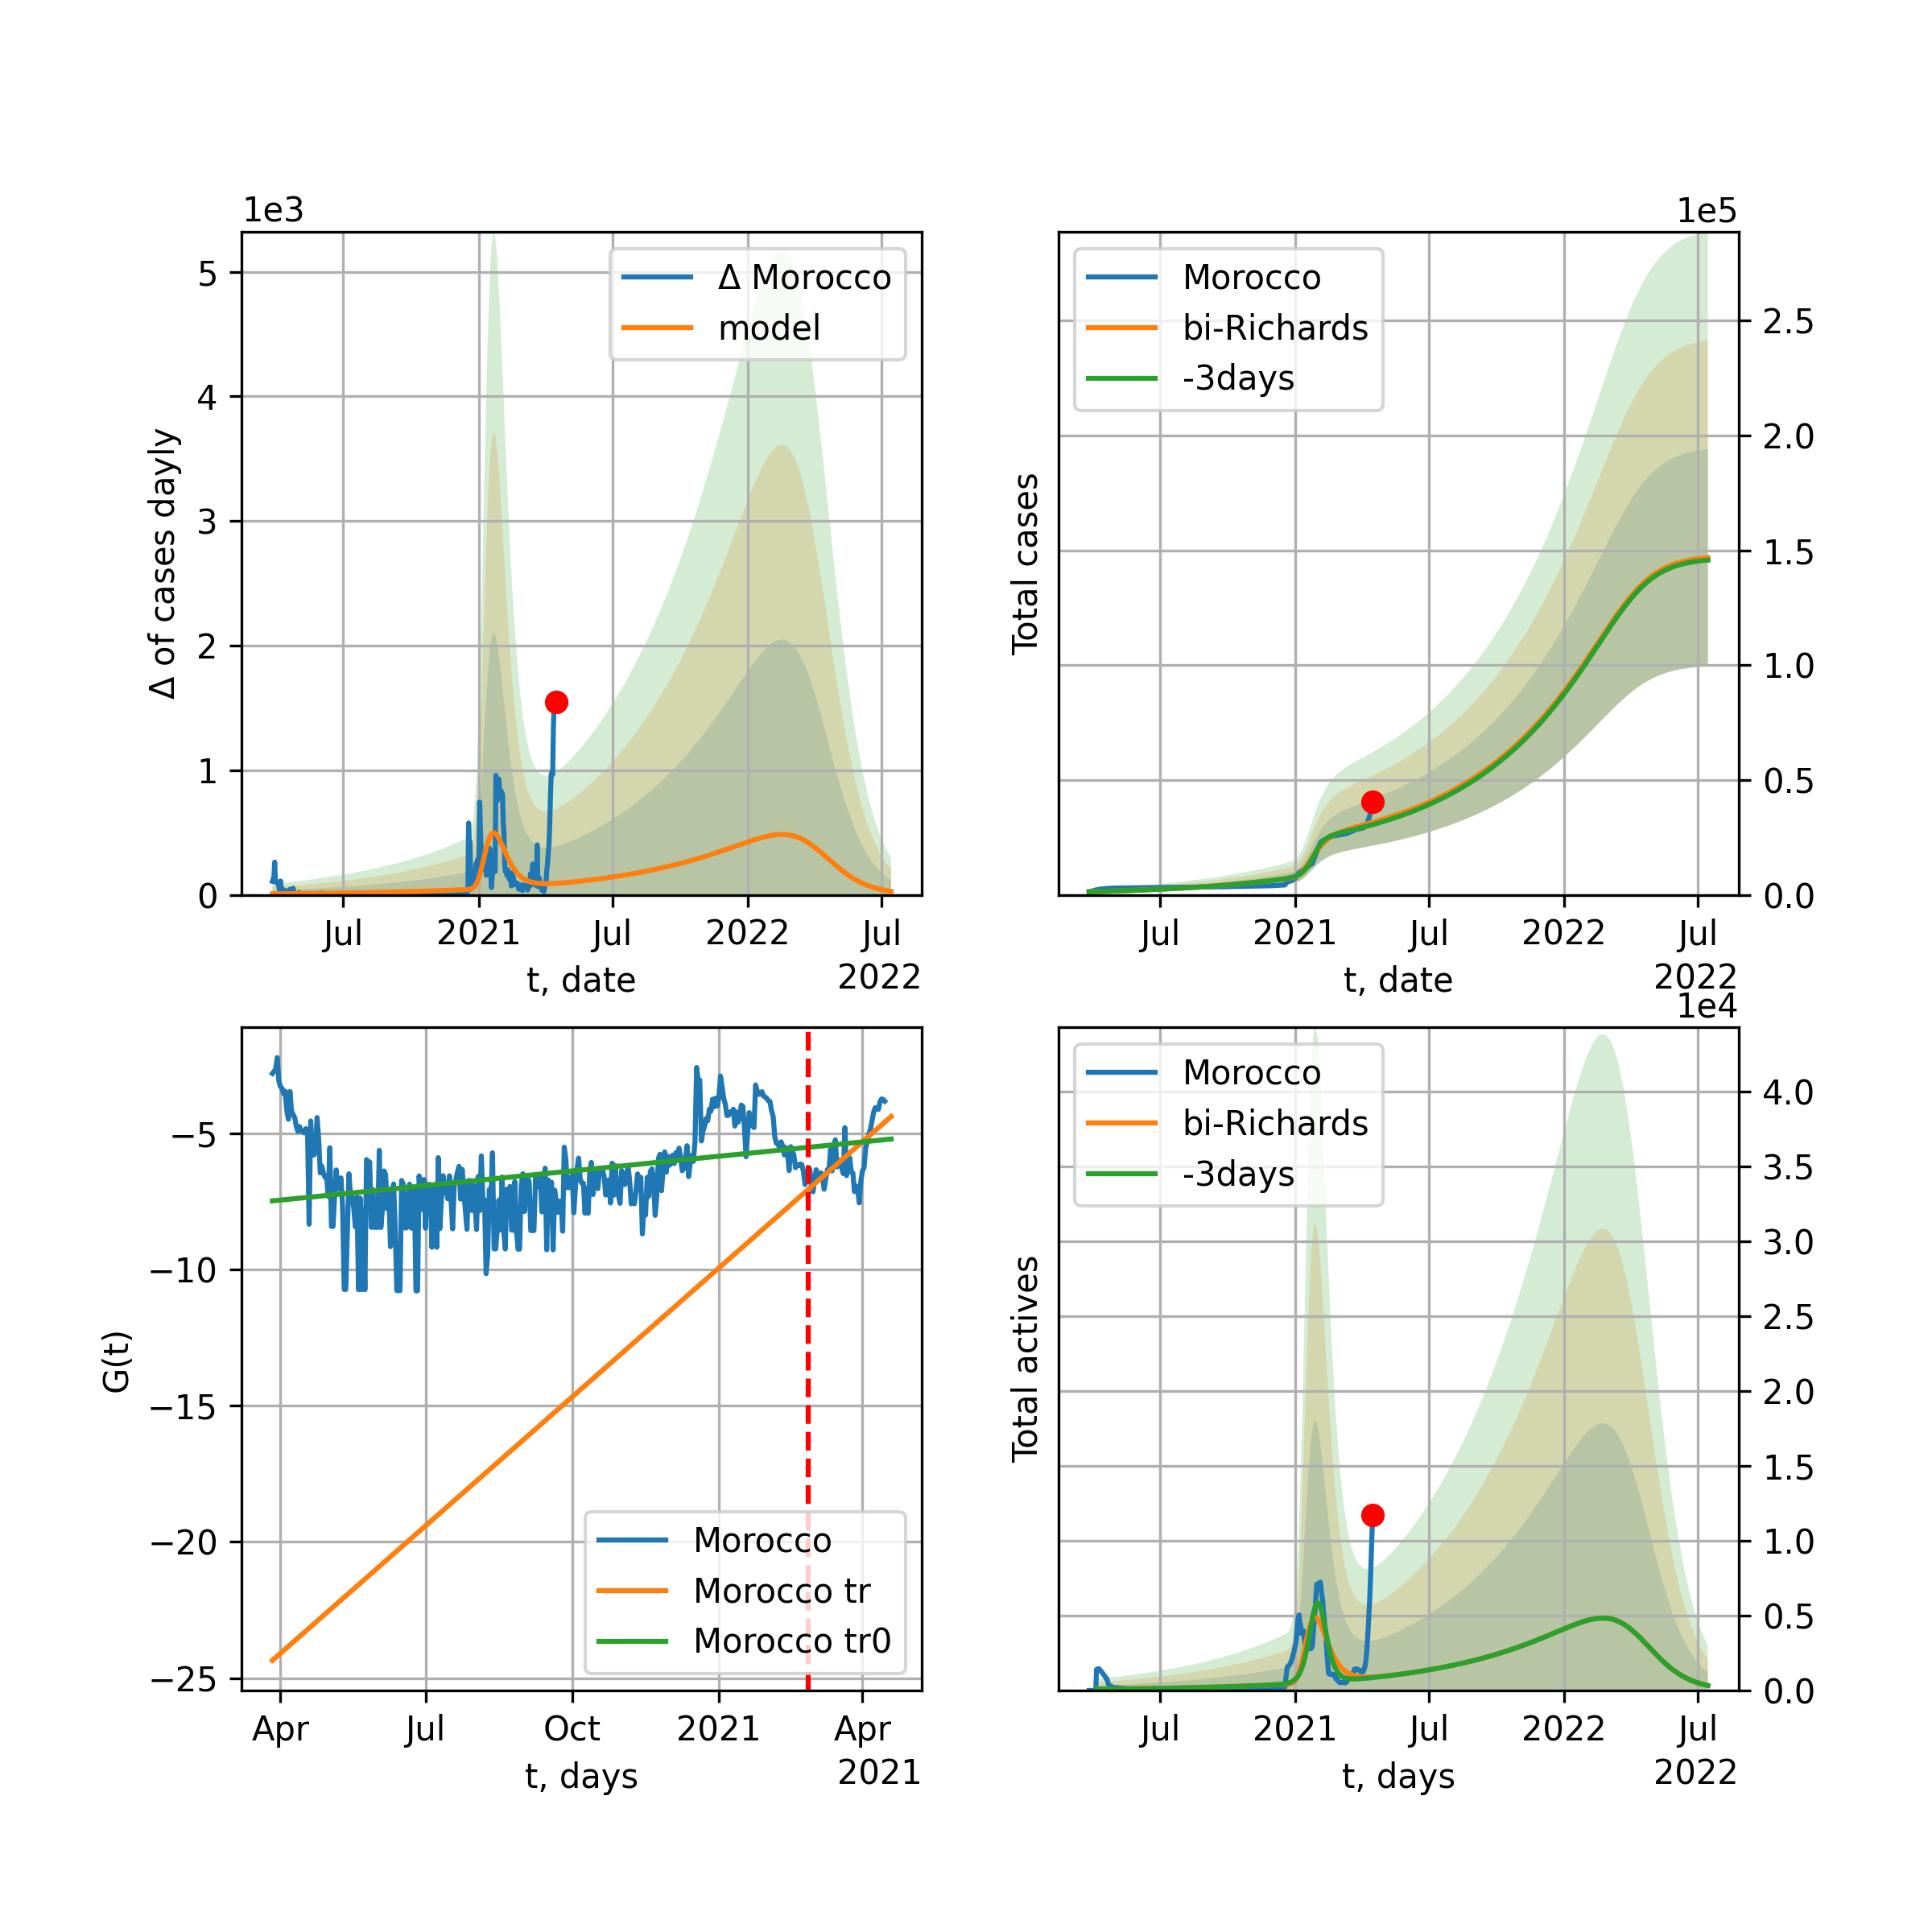 1e3
Δ of cases dayly
5
4
3
2
1
0
Δ Morocco
model
Jul
2021
Jul
2022
Jul
2022
t, date
1e5
Total cases
Morocco
bi-Richards
-3days
2.5
2.0
1.5
1.0
0.5
0.0
Jul
2021
Jul
2022
Jul
2022
t, date
G(t)
−5
−10
−15
−20
−25
Morocco
Morocco tr
Morocco tr0
Apr
Jul
Oct
2021
Apr
2021
t, days
1e4
Total actives
Morocco
bi-Richards
-3days
4.0
3.5
3.0
2.5
2.0
1.5
1.0
0.5
0.0
Jul
2021
Jul
2022
Jul
2022
t, days